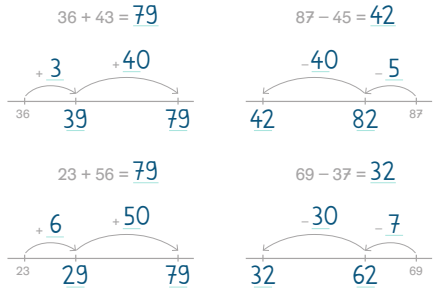 36 + 43 = 79
+ 3 + 40
36 39 79
87 − 45 = 42
− 40 − 5
42 82 87
23 + 56 = 79
+ 6 + 50
23 29 79
69 − 37 = 32
− 30 − 7
32 62 69